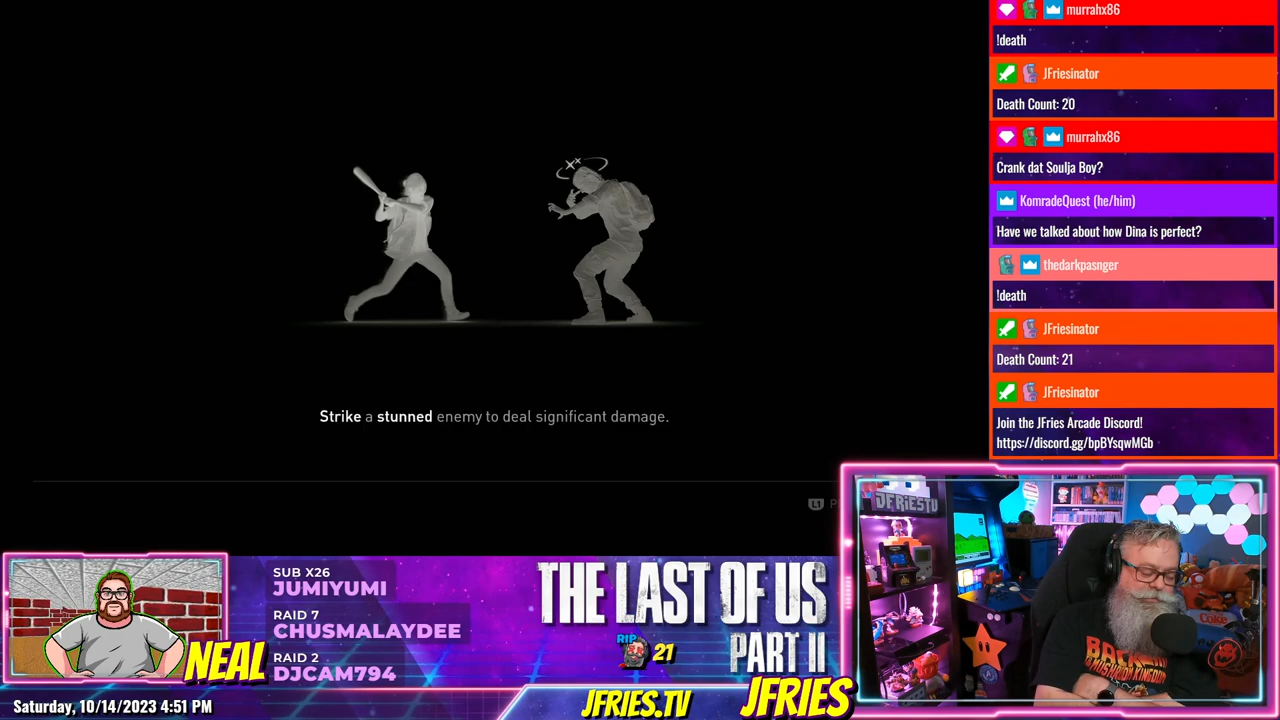 murrahx86
!death
JFriesinator
Death Count: 20
murrahx86
Crank dat Soulja Boy?
KomradeQuest (he/him)
Have we talked about how Dina is perfect?
thedarkpasnger
!death
JFriesinator
Death Count: 21
JFriesinator
Join the JFries Arcade Discord!
https://discord.gg/bpBYsqwMGb
Strike a stunned enemy to deal significant damage.
L1 P
JFRIESTV
Coke
NEAL
SUB X26
JUMIYUMI
RAID 7
CHUSMALAYDEE
RAID 2
DJCAM794
THE LAST OF US
PART II
RIP
21
JFRIES.TV
JFRIES
Saturday, 10/14/2023 4:51 PM